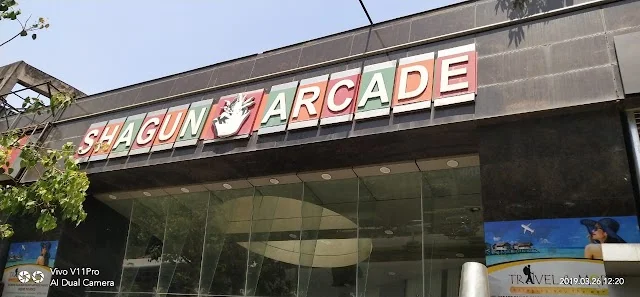 SHAGUN ARCADE
TRAVEL
Vivo V11Pro
AI Dual Camera
2019.03.26 12:20